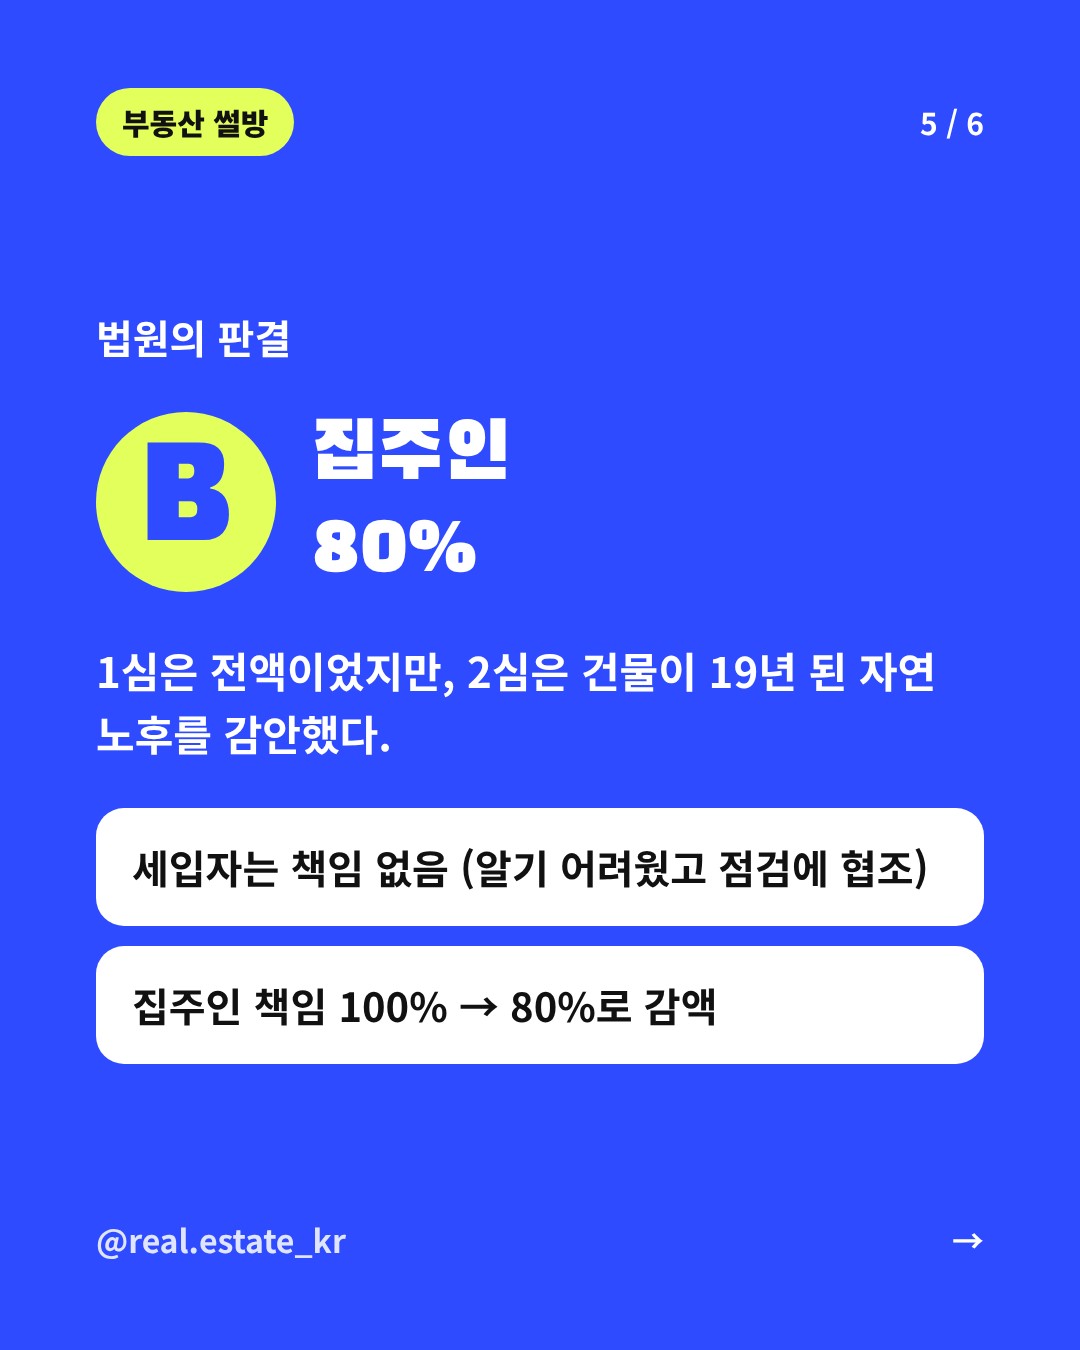 부동산 썰방
5 / 6
법원의 판결
B
집주인
80%
1심은 전액이었지만, 2심은 건물이 19년 된 자연
노후를 감안했다.
세입자는 책임 없음 (알기 어려웠고 점검에 협조)
집주인 책임 100% → 80%로 감액
@real.estate_kr
→